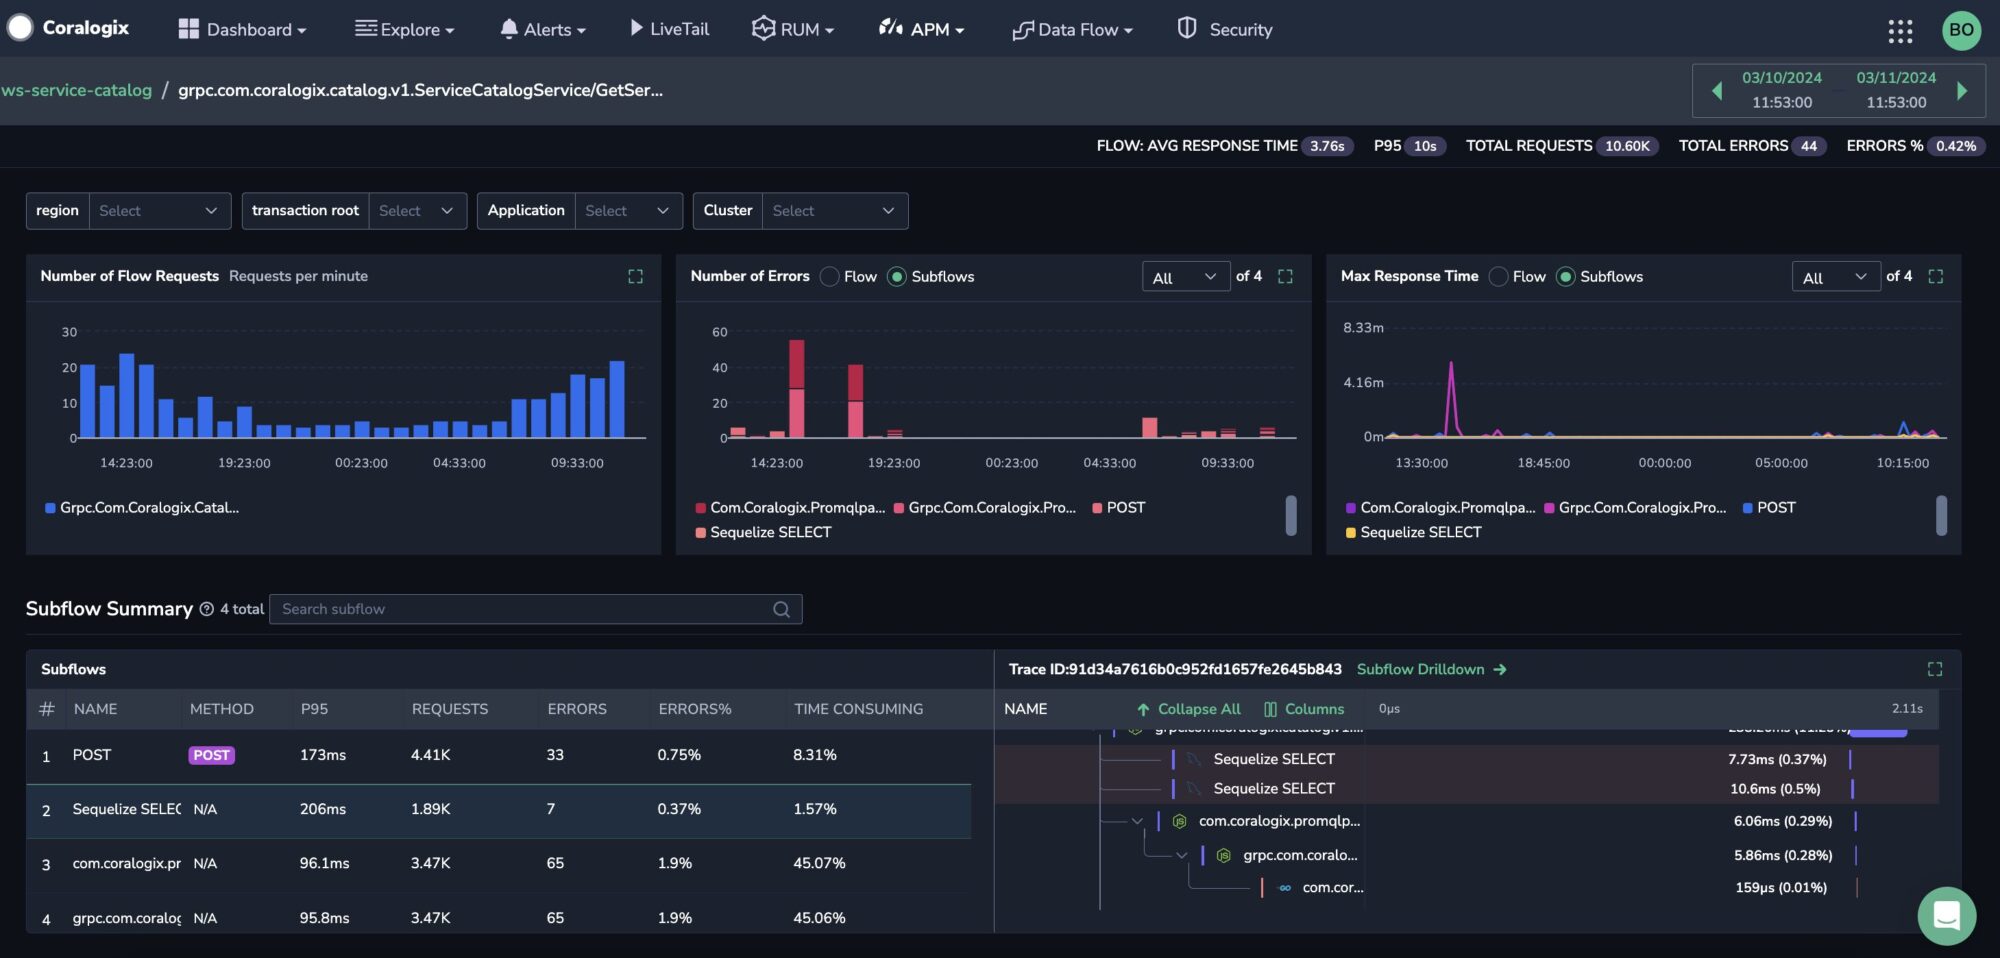 Coralogix Dashboard Explore Alerts LiveTail RUM APM Data Flow Security BO
ws-service-catalog / grpc.com.coralogix.catalog.v1.ServiceCatalogService/GetSer...
03/10/2024 03/11/2024
11:53:00 – 11:53:00
FLOW: AVG RESPONSE TIME 3.76s P95 10s TOTAL REQUESTS 10.60K TOTAL ERRORS 44 ERRORS % 0.42%
region Select transaction root Select Application Select Cluster Select
Number of Flow Requests Requests per minute
30
20
10
0
14:23:00 19:23:00 00:23:00 04:33:00 09:33:00
Grpc.Com.Coralogix.Catal...
Number of Errors Flow Subflows All of 4
60
40
20
0
14:23:00 19:23:00 00:23:00 04:33:00 09:33:00
Com.Coralogix.Promqlpa... Grpc.Com.Coralogix.Pro... POST
Sequelize SELECT
Max Response Time Flow Subflows All of 4
8.33m
4.16m
0m
13:30:00 18:45:00 00:00:00 05:00:00 10:15:00
Com.Coralogix.Promqlpa... Grpc.Com.Coralogix.Pro... POST
Sequelize SELECT
Subflow Summary ? 4 total Search subflow
Subflows
# NAME METHOD P95 REQUESTS ERRORS ERRORS% TIME CONSUMING
1 POST POST 173ms 4.41K 33 0.75% 8.31%
2 Sequelize SELEC N/A 206ms 1.89K 7 0.37% 1.57%
3 com.coralogix.pr N/A 96.1ms 3.47K 65 1.9% 45.07%
4 grpc.com.coralog N/A 95.8ms 3.47K 65 1.9% 45.06%
Trace ID:91d34a7616b0c952fd1657fe2645b843 Subflow Drilldown →
NAME Collapse All Columns 0μs 2.11s
Sequelize SELECT 7.73ms (0.37%)
Sequelize SELECT 10.6ms (0.5%)
JS com.coralogix.promqlp... 6.06ms (0.29%)
JS grpc.com.coralo... 5.86ms (0.28%)
GO com.cor... 159μs (0.01%)